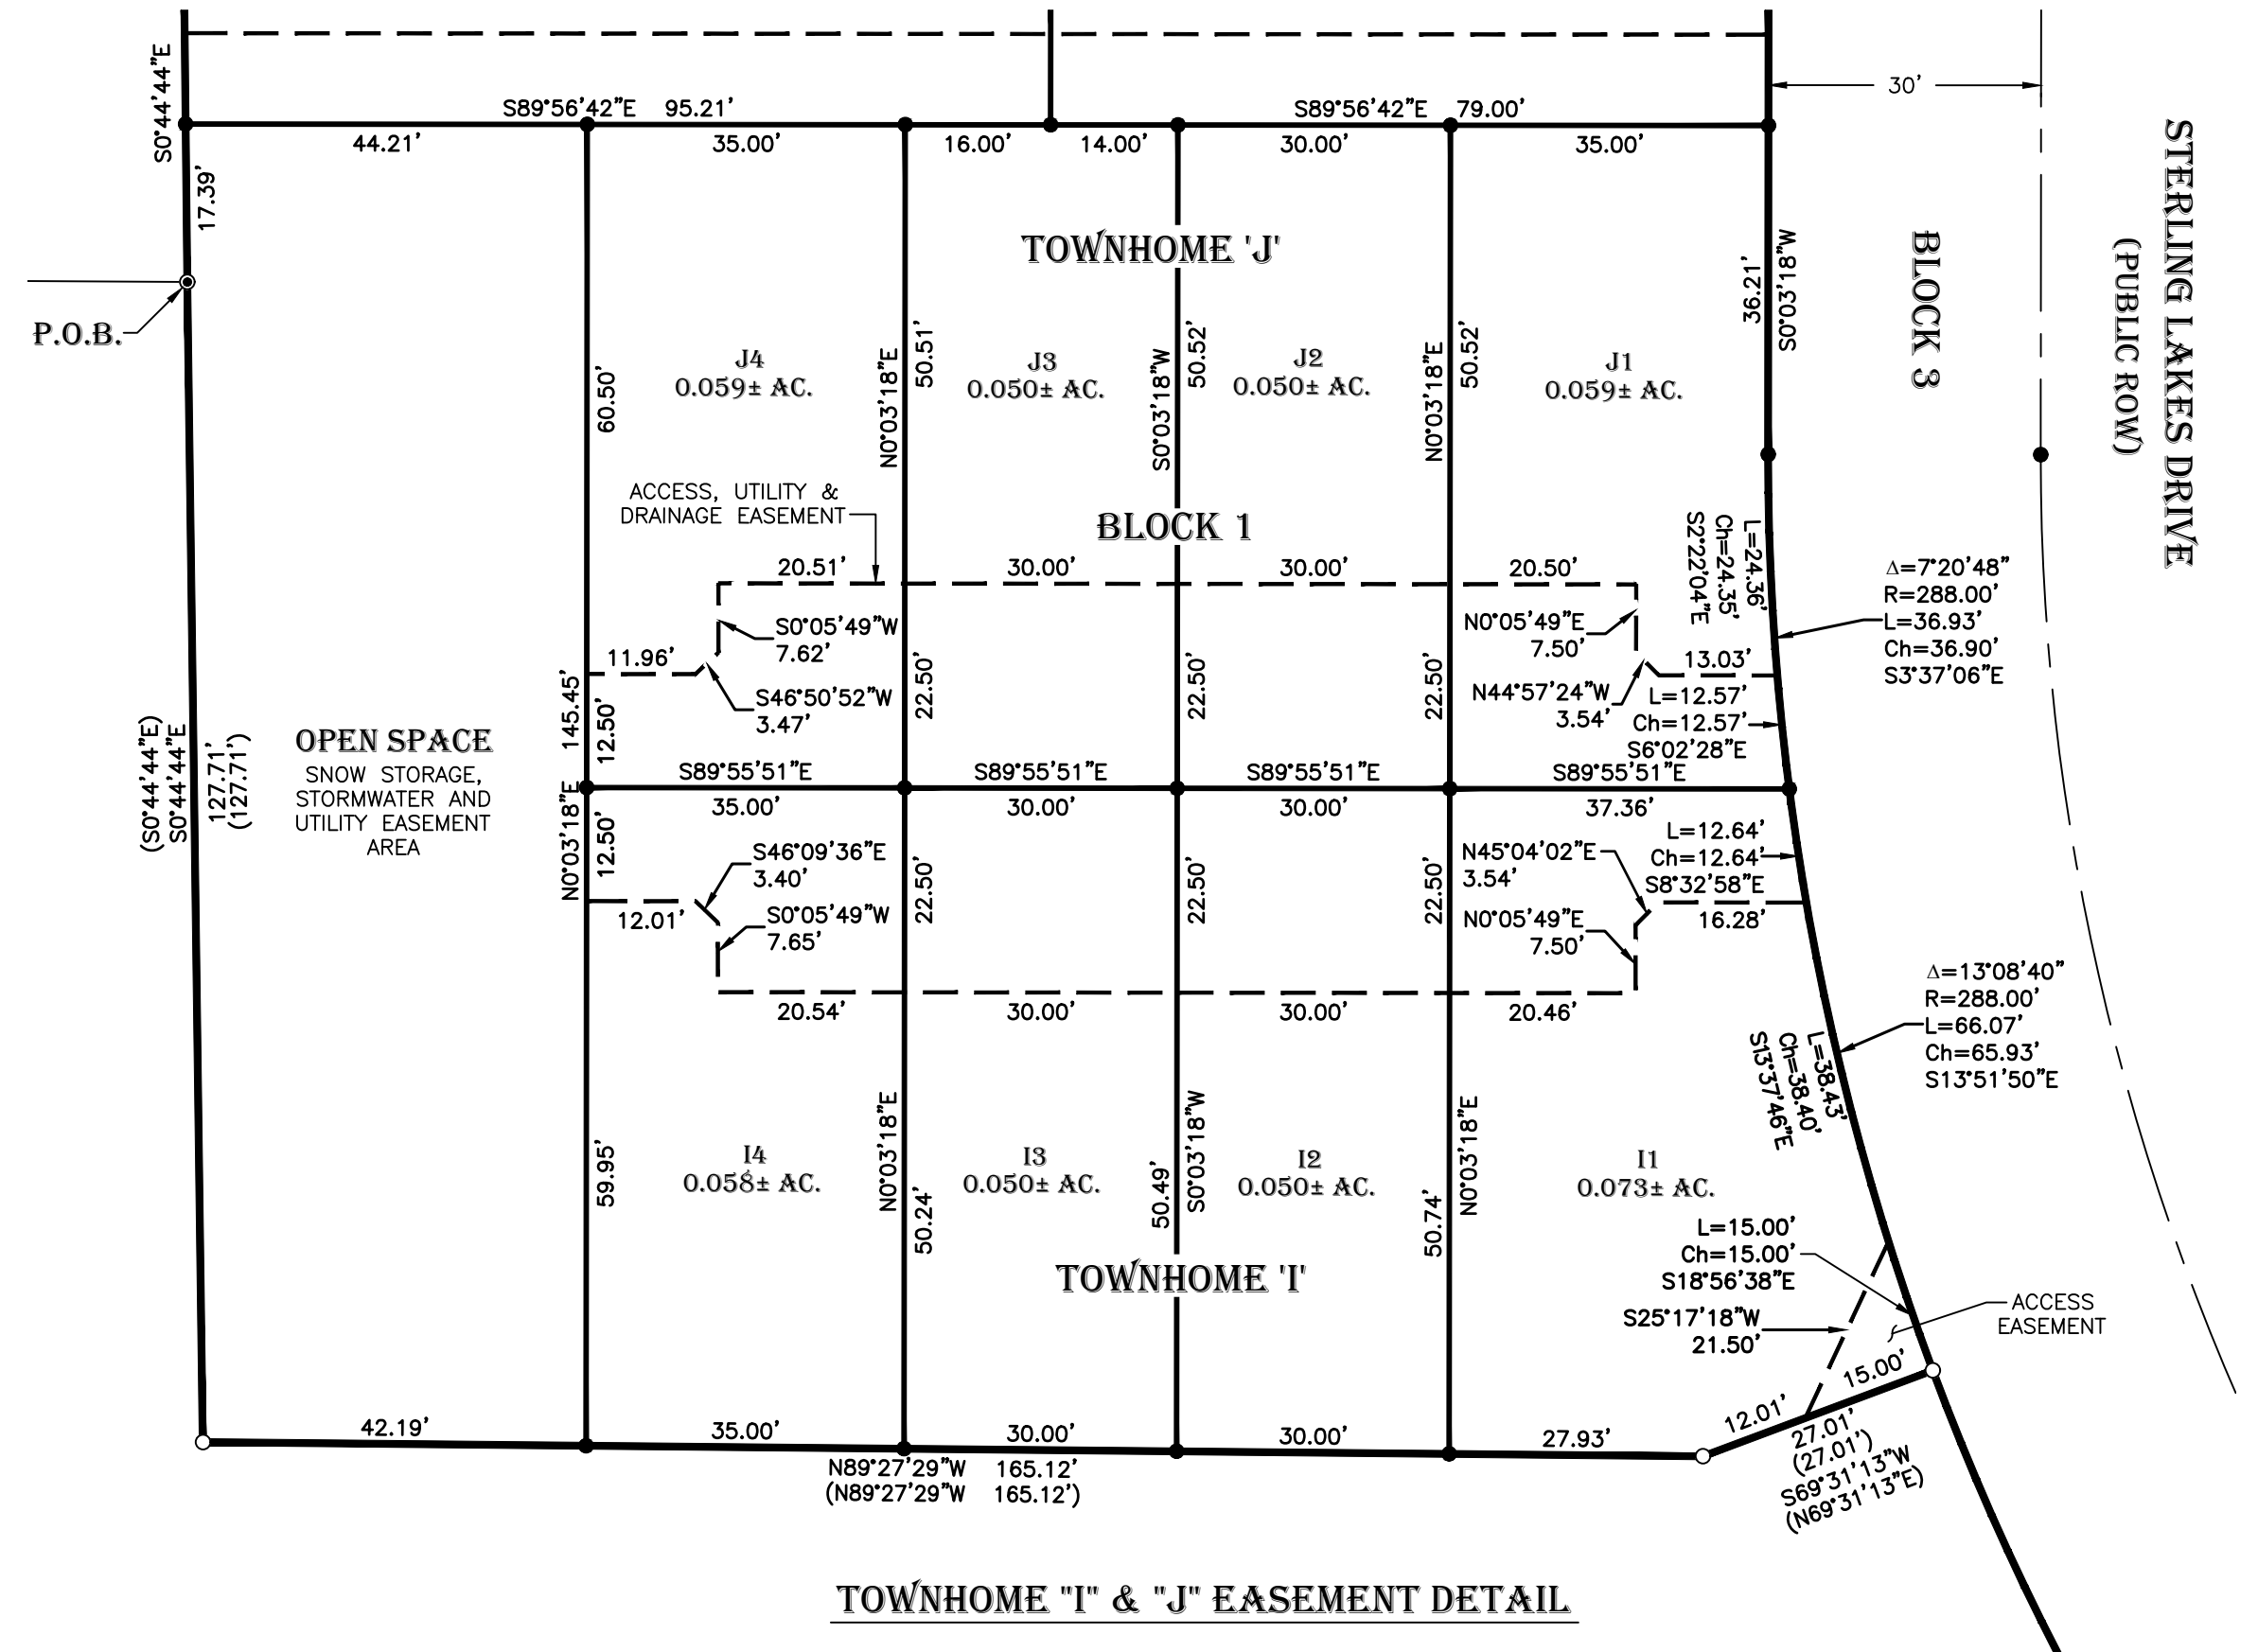 S0°44'44"E
S89°56'42"E 95.21'
S89°56'42"E 79.00'
30'
44.21'
35.00'
16.00'
14.00'
30.00'
35.00'
17.39'
P.O.B.
STERLING LAKES DRIVE
(PUBLIC ROW)
BLOCK 3
TOWNHOME 'J'
36.21'
S0°03'18"W
60.50'
J4
0.059± AC.
N0°03'18"E
50.51'
J3
0.050± AC.
S0°03'18"W
50.52'
J2
0.050± AC.
N0°03'18"E
50.52'
J1
0.059± AC.
ACCESS, UTILITY &
DRAINAGE EASEMENT
BLOCK 1
L=24.36'
Ch=24.35'
S2°22'04"E
Δ=7°20'48"
R=288.00'
L=36.93'
Ch=36.90'
S3°37'06"E
20.51'
30.00'
30.00'
20.50'
S0°05'49"W
7.62'
11.96'
S46°50'52"W
3.47'
N0°05'49"E
7.50'
13.03'
N44°57'24"W
3.54'
L=12.57'
Ch=12.57'
S6°02'28"E
145.45'
N0°03'18"E
12.50'
22.50'
22.50'
22.50'
(S0°44'44"E)
S0°44'44"E
127.71'
(127.71')
OPEN SPACE
SNOW STORAGE,
STORMWATER AND
UTILITY EASEMENT
AREA
S89°55'51"E
S89°55'51"E
S89°55'51"E
S89°55'51"E
35.00'
30.00'
30.00'
37.36'
12.50'
S46°09'36"E
3.40'
12.01'
S0°05'49"W
7.65'
22.50'
22.50'
22.50'
N45°04'02"E
3.54'
N0°05'49"E
7.50'
L=12.64'
Ch=12.64'
S8°32'58"E
16.28'
20.54'
30.00'
30.00'
20.46'
Δ=13°08'40"
R=288.00'
L=66.07'
Ch=65.93'
S13°51'50"E
L=38.43'
Ch=38.40'
S13°37'46"E
59.95'
I4
0.058± AC.
N0°03'18"E
50.24'
I3
0.050± AC.
50.49'
S0°03'18"W
I2
0.050± AC.
50.74'
N0°03'18"E
I1
0.073± AC.
TOWNHOME 'I'
L=15.00'
Ch=15.00'
S18°56'38"E
S25°17'18"W
21.50'
ACCESS
EASEMENT
15.00'
12.01'
27.01'
(27.01')
S69°31'13"W
(N69°31'13"E)
42.19'
35.00'
30.00'
30.00'
27.93'
N89°27'29"W 165.12'
(N89°27'29"W 165.12')
TOWNHOME "I" & "J" EASEMENT DETAIL